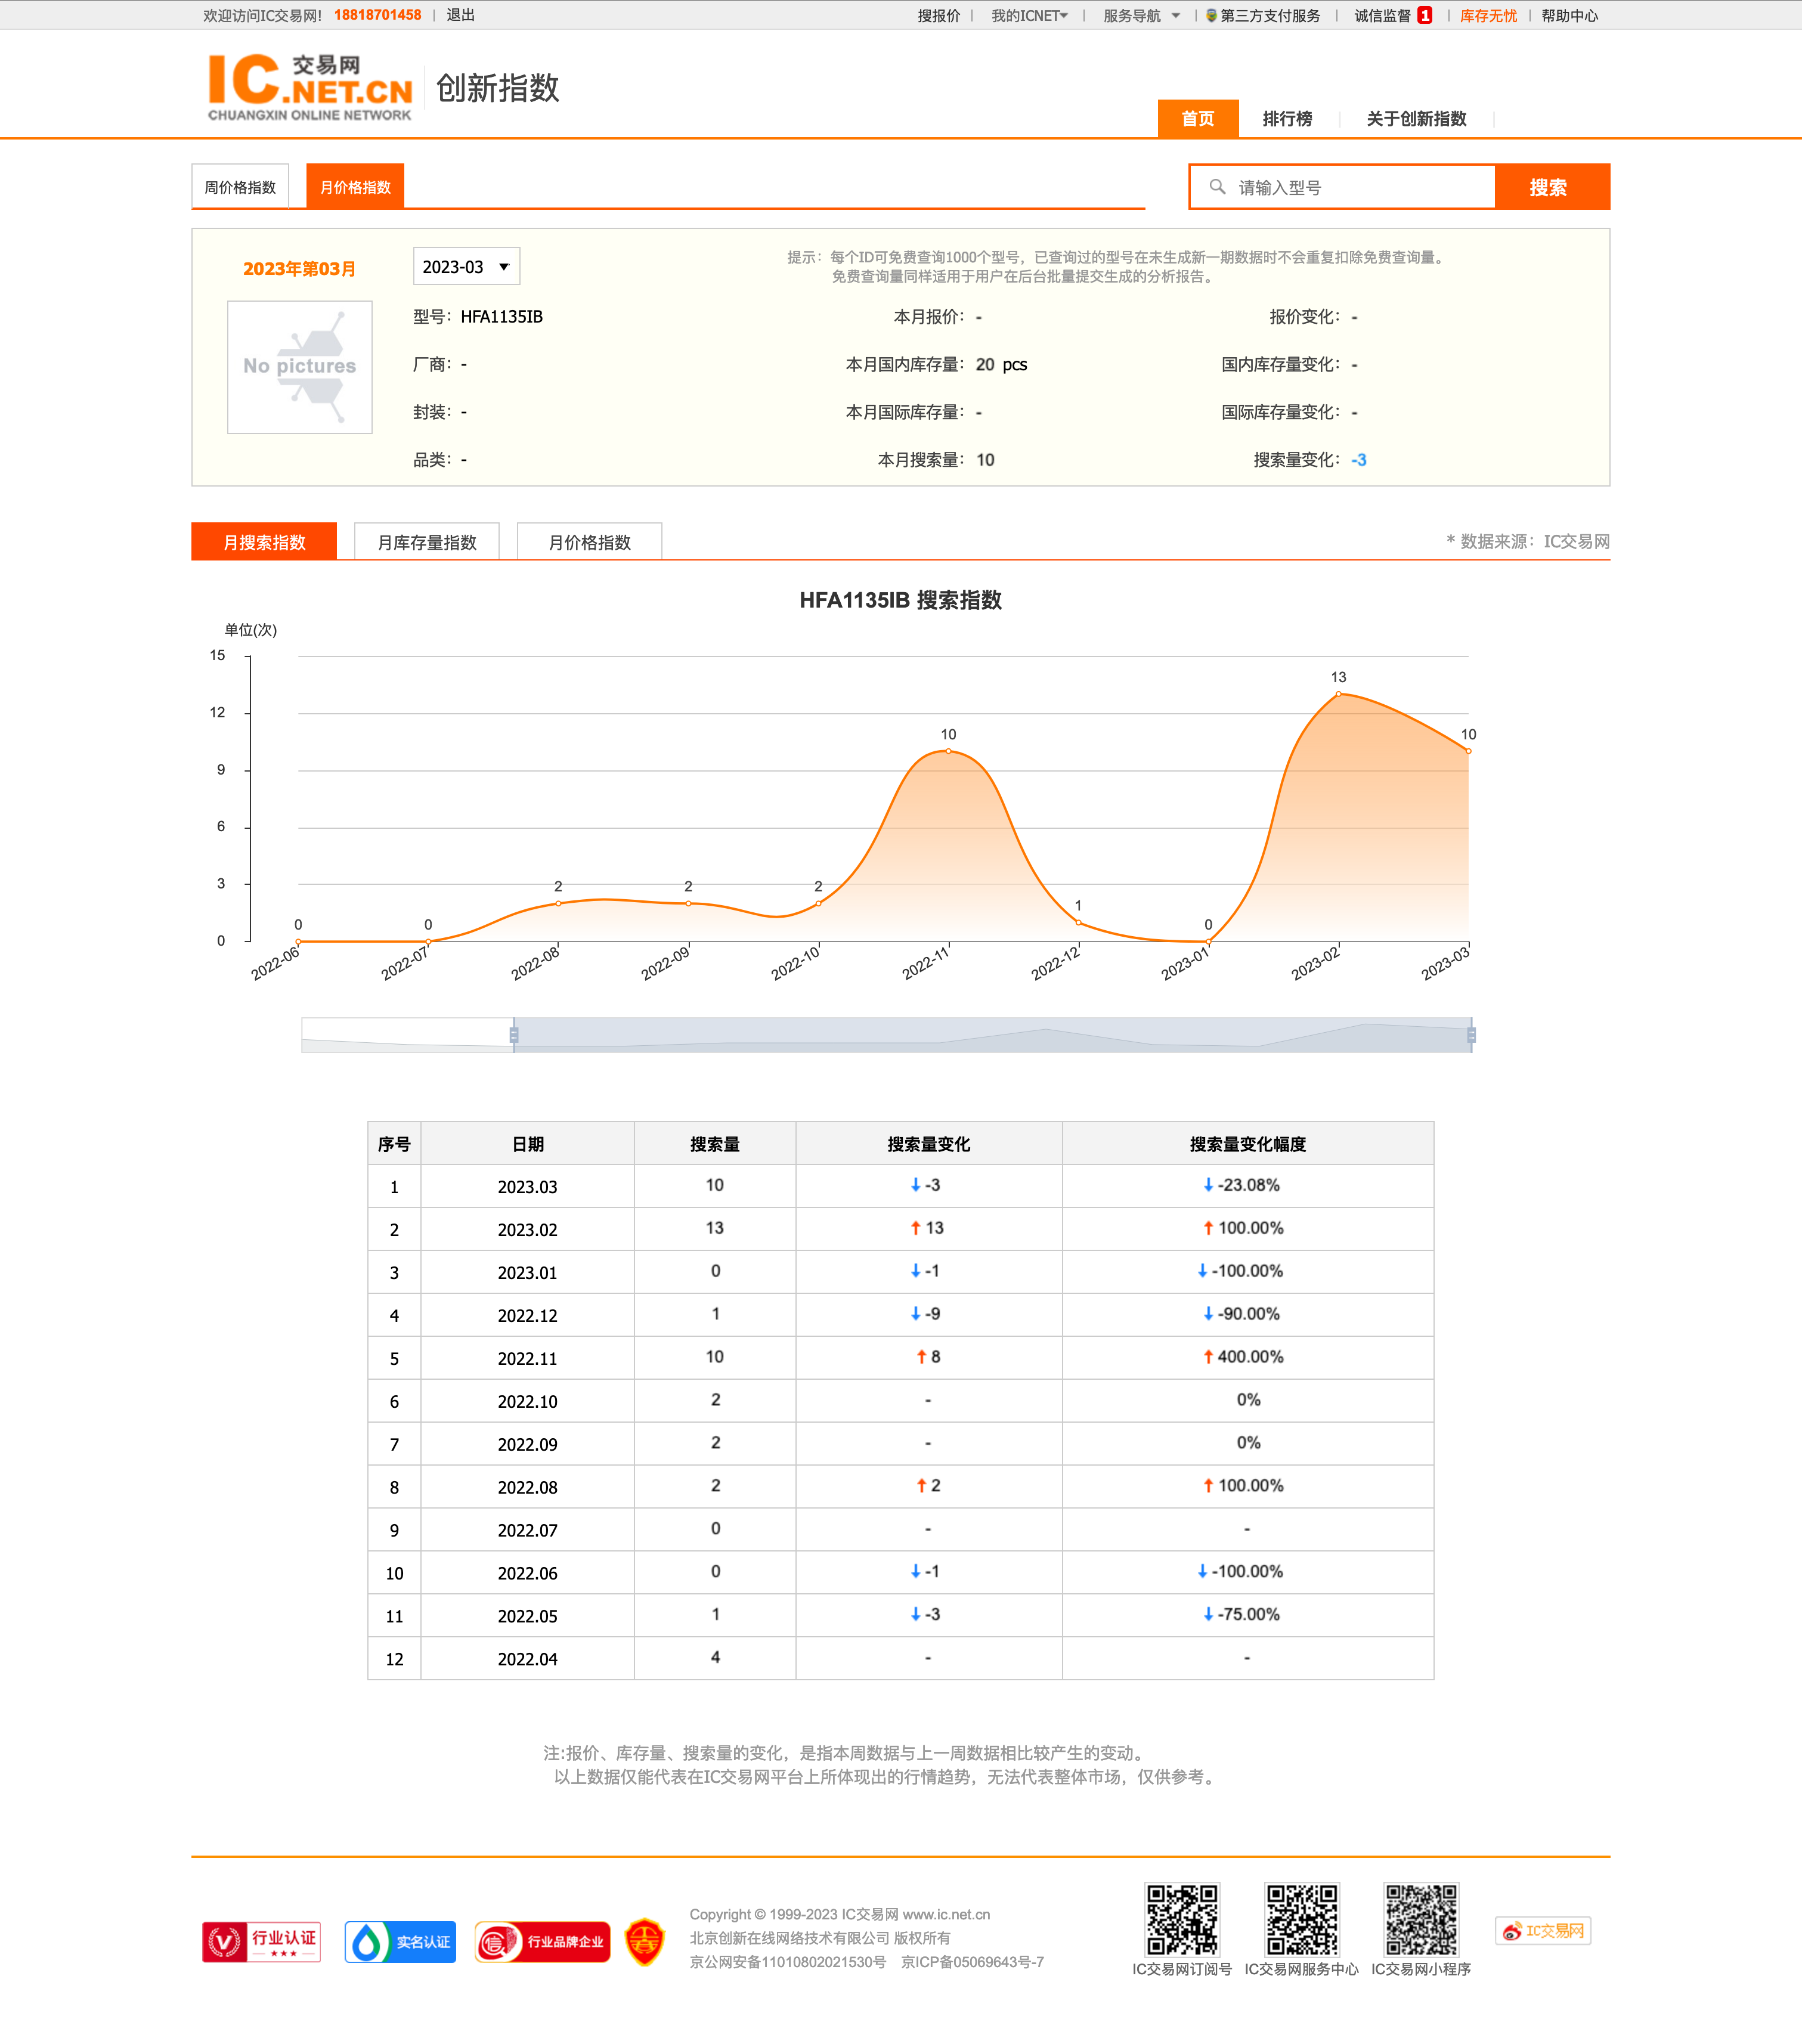 欢迎访问IC交易网! 18818701458 | 退出 搜报价 | 我的ICNET | 服务导航 | 第三方支付服务 | 诚信监督 1 | 库存无忧 | 帮助中心
IC 交易网
.NET.CN
CHUANGXIN ONLINE NETWORK
创新指数
首页 排行榜 关于创新指数
周价格指数 月价格指数 请输入型号 搜索
2023年第03月 2023-03
提示：每个ID可免费查询1000个型号，已查询过的型号在未生成新一期数据时不会重复扣除免费查询量。
免费查询量同样适用于用户在后台批量提交生成的分析报告。
No pictures
型号：HFA1135IB 本月报价：- 报价变化：-
厂商：- 本月国内库存量：20 pcs 国内库存量变化：-
封装：- 本月国际库存量：- 国际库存量变化：-
品类：- 本月搜索量：10 搜索量变化：-3
月搜索指数 月库存量指数 月价格指数 * 数据来源：IC交易网
HFA1135IB 搜索指数
单位(次)
15
13
12
10 10
9
6
3
2 2 2
1
0 0 0
0
2022-06 2022-07 2022-08 2022-09 2022-10 2022-11 2022-12 2023-01 2023-02 2023-03
序号 日期 搜索量 搜索量变化 搜索量变化幅度
1 2023.03 10 ↓-3 ↓-23.08%
2 2023.02 13 ↑13 ↑100.00%
3 2023.01 0 ↓-1 ↓-100.00%
4 2022.12 1 ↓-9 ↓-90.00%
5 2022.11 10 ↑8 ↑400.00%
6 2022.10 2 - 0%
7 2022.09 2 - 0%
8 2022.08 2 ↑2 ↑100.00%
9 2022.07 0 - -
10 2022.06 0 ↓-1 ↓-100.00%
11 2022.05 1 ↓-3 ↓-75.00%
12 2022.04 4 - -
注:报价、库存量、搜索量的变化，是指本周数据与上一周数据相比较产生的变动。
以上数据仅能代表在IC交易网平台上所体现出的行情趋势，无法代表整体市场，仅供参考。
行业认证
实名认证
信 行业品牌企业
Copyright © 1999-2023 IC交易网 www.ic.net.cn
北京创新在线网络技术有限公司 版权所有
京公网安备11010802021530号 京ICP备05069643号-7
IC交易网订阅号 IC交易网服务中心 IC交易网小程序
IC交易网